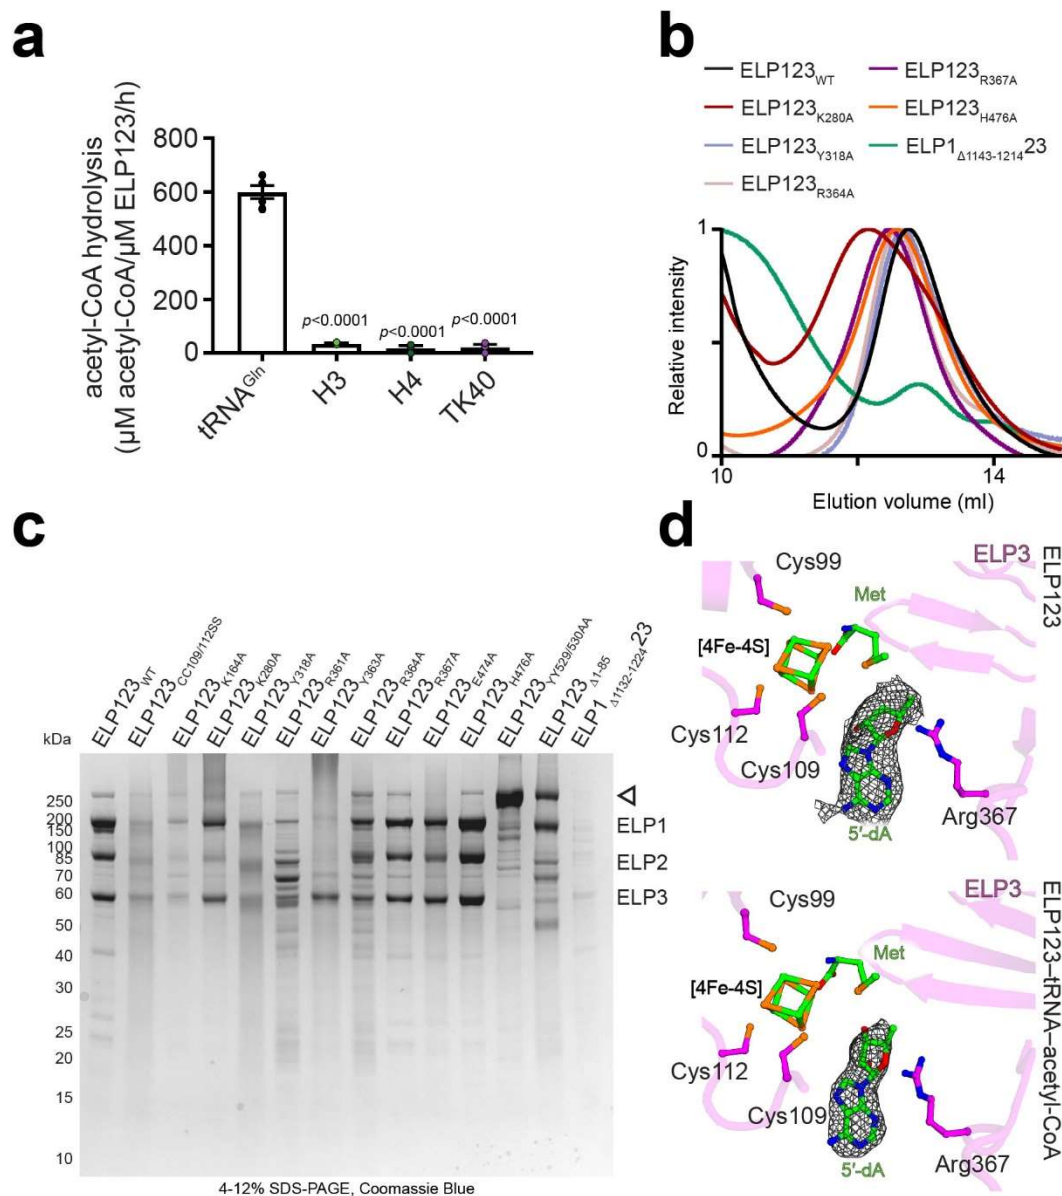 a
acetyl-CoA hydrolysis
(µM acetyl-CoA/µM ELP123/h)
800
600
400
200
0
p<0.0001
p<0.0001
p<0.0001
tRNAGln
H3
H4
TK40
b
ELP123WT
ELP123K280A
ELP123Y318A
ELP123R364A
ELP123R367A
ELP123H476A
ELP1Δ1143-121423
Relative intensity
1
0
10
14
Elution volume (ml)
c
ELP123WT
ELP123CC109/112SS
ELP123K164A
ELP123K280A
ELP123Y318A
ELP123R361A
ELP123Y363A
ELP123R364A
ELP123R367A
ELP123E474A
ELP123H476A
ELP123YY529/530AA
ELP123Δ1-85
ELP1Δ1132-122423
kDa
250
200
150
100
85
70
60
50
40
30
25
20
15
10
ELP1
ELP2
ELP3
4-12% SDS-PAGE, Coomassie Blue
d
ELP3
ELP123
Cys99
Met
[4Fe-4S]
Cys112
Cys109
Arg367
5'-dA
ELP3
ELP123–tRNA–acetyl-CoA
Cys99
Met
[4Fe-4S]
Cys112
Cys109
Arg367
5'-dA